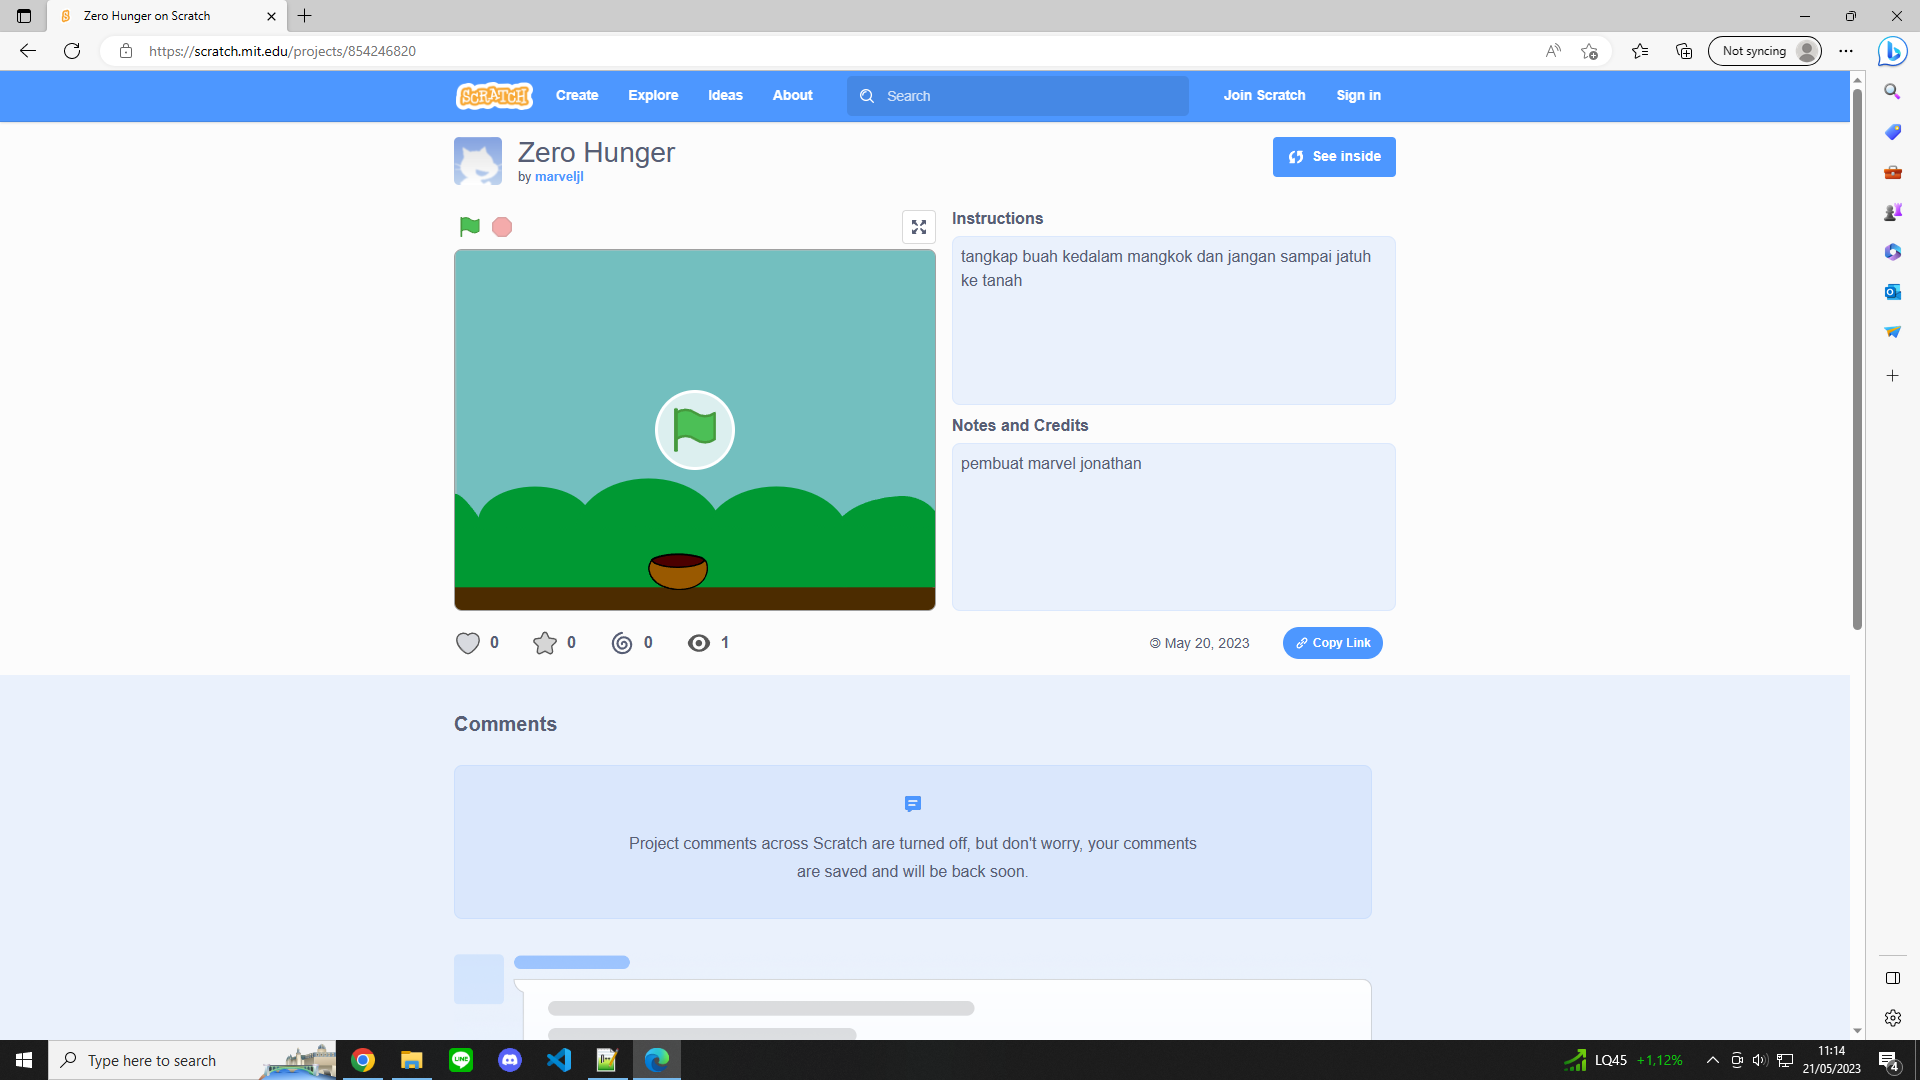 Zero Hunger on Scratch
https://scratch.mit.edu/projects/854246820
Not syncing
SCRATCH
Create
Explore
Ideas
About
Search
Join Scratch
Sign in
Zero Hunger
by marveljl
See inside
Instructions
tangkap buah kedalam mangkok dan jangan sampai jatuh
ke tanah
Notes and Credits
pembuat marvel jonathan
0
0
0
1
May 20, 2023
Copy Link
Comments
Project comments across Scratch are turned off, but don't worry, your comments
are saved and will be back soon.
Type here to search
LQ45 +1,12%
11:14
21/05/2023
4